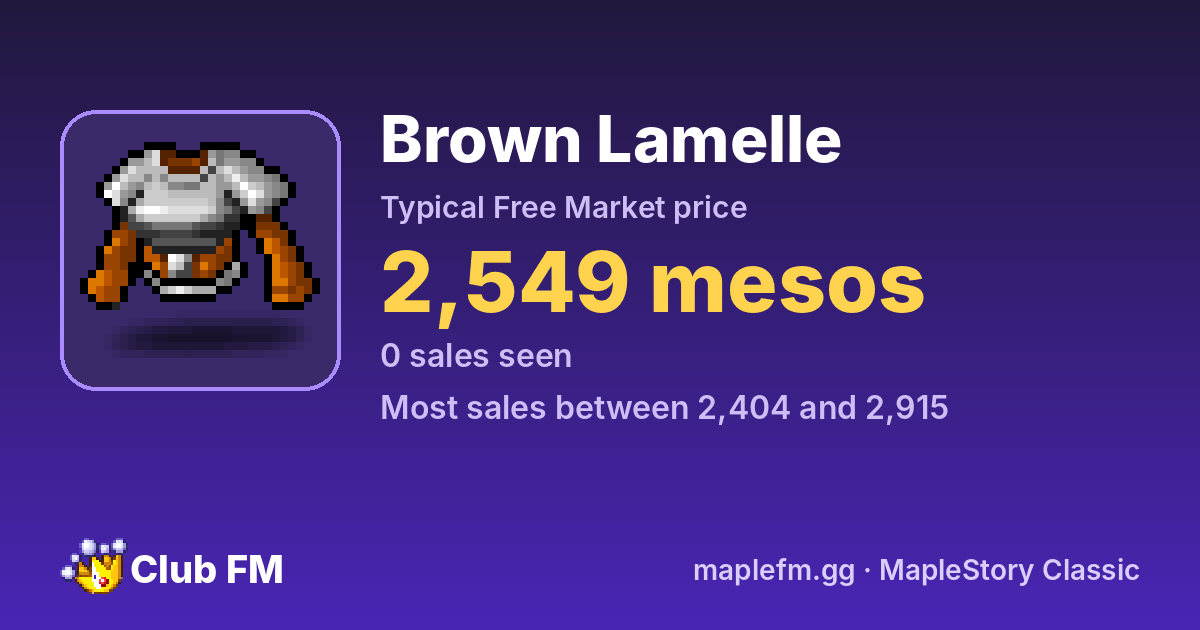 Brown Lamelle
Typical Free Market price
2,549 mesos
0 sales seen
Most sales between 2,404 and 2,915
Club FM
maplefm.gg · MapleStory Classic